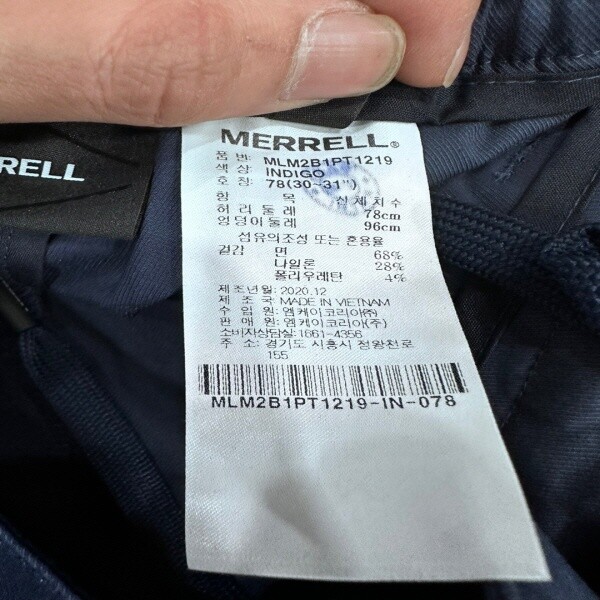 MERRELL®
RELL
품 번: MLM2B1PT1219
색 상: INDIGO
호 칭: 78(30~31")
항 목 신체치수
허리 둘레 78cm
엉덩이둘레 96cm
섬유의조성 또는 혼용율
겉감 면 68%
나일론 28%
폴리우레탄 4%
제조년월: 2020.12
제 조 국: MADE IN VIETNAM
수 입 원: 엠케이코리아㈜
판 매 원: 엠케이코리아(주)
소비자상담실: 1661-4356
주 소: 경기도 시흥시 정왕천로
155
MLM2B1PT1219-IN-078